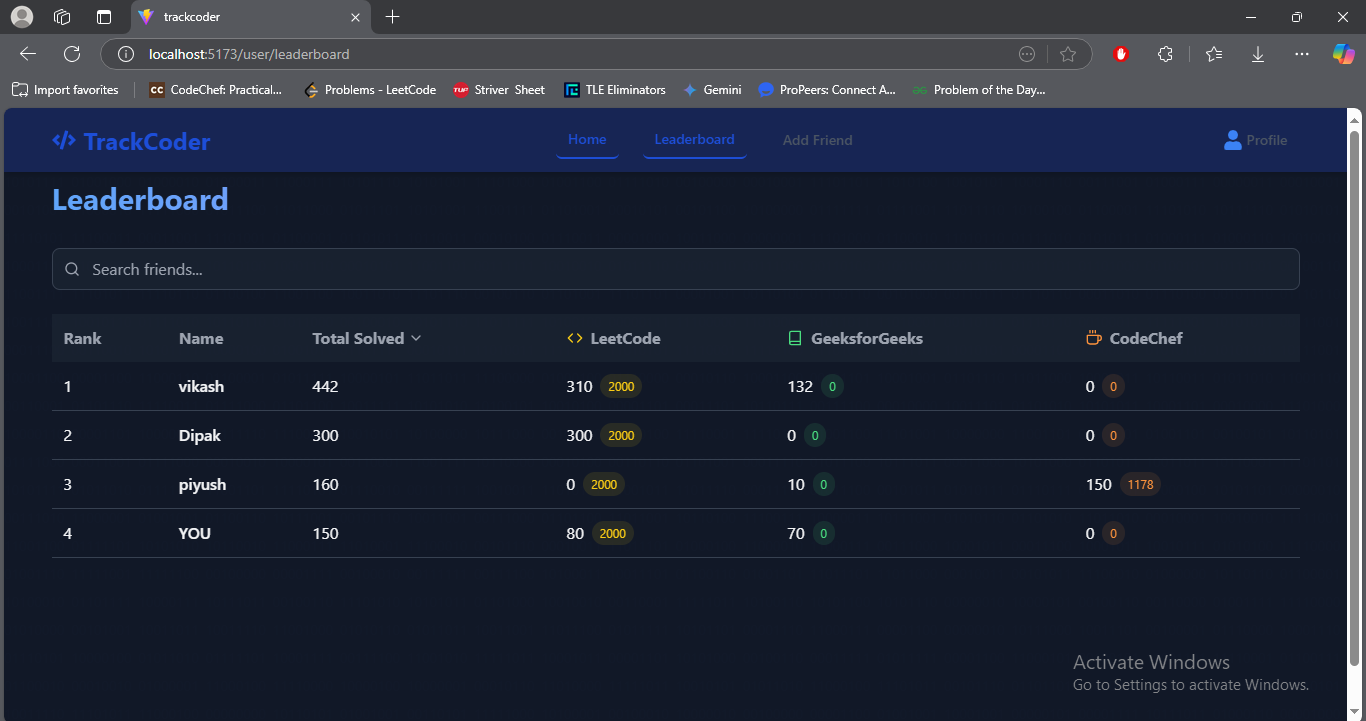 trackcoder
localhost:5173/user/leaderboard
Import favorites CC CodeChef: Practical... Problems - LeetCode TUF Striver Sheet TLE Eliminators Gemini ProPeers: Connect A... Problem of the Day...
</> TrackCoder Home Leaderboard Add Friend Profile
Leaderboard
Search friends...
Rank Name Total Solved LeetCode GeeksforGeeks CodeChef
1 vikash 442 310 2000 132 0 0 0
2 Dipak 300 300 2000 0 0 0 0
3 piyush 160 0 2000 10 0 150 1178
4 YOU 150 80 2000 70 0 0 0
Activate Windows
Go to Settings to activate Windows.